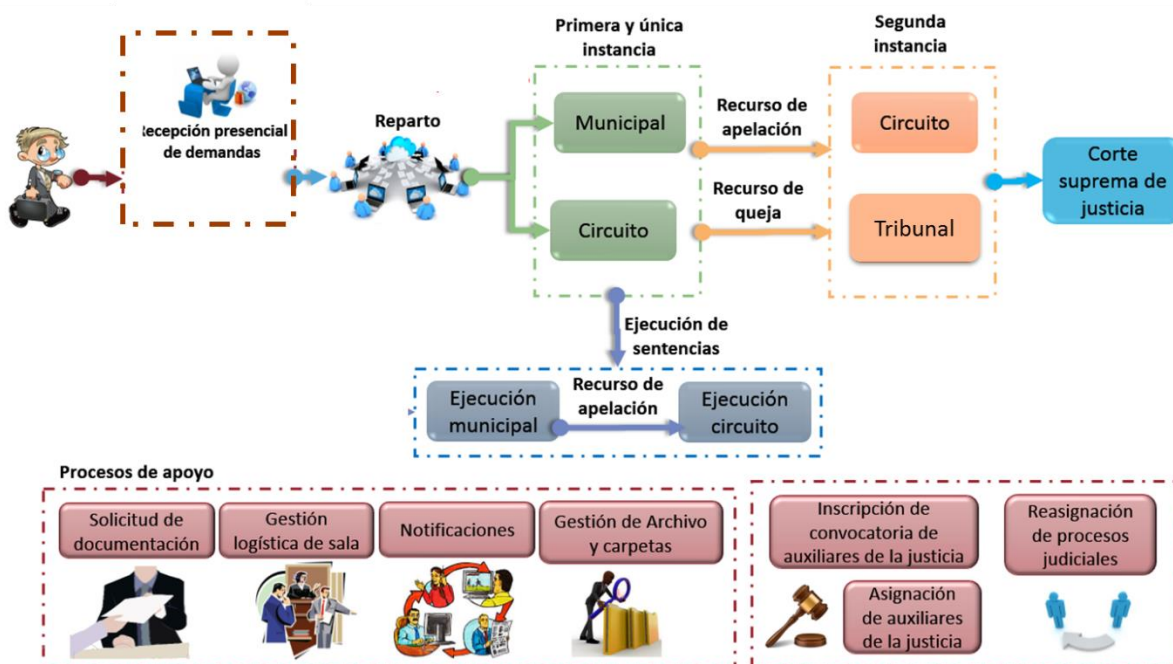 Primera y única
instancia
Segunda
instancia
Recepción presencial
de demandas
Reparto
Municipal
Recurso de
apelación
Circuito
Corte
suprema de
justicia
Circuito
Recurso de
queja
Tribunal
Ejecución de
sentencias
Ejecución
municipal
Recurso de
apelación
Ejecución
circuito
Procesos de apoyo
Solicitud de
documentación
Gestión
logística de sala
Notificaciones
Gestión de Archivo
y carpetas
Inscripción de
convocatoria de
auxiliares de la justicia
Reasignación
de procesos
judiciales
Asignación
de auxiliares
de la justicia